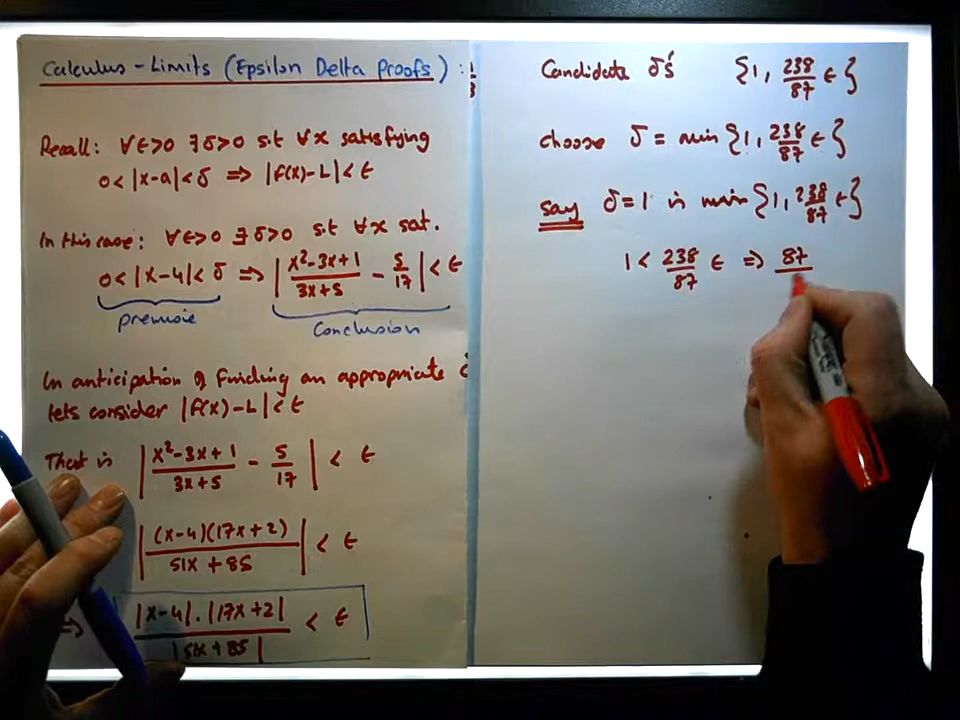 Calculus - Limits (Epsilon Delta Proofs) :
Recall: ∀ε>0 ∃δ>0 s.t ∀x satisfying
0<|x-a|<δ ⇒ |f(x)-L|<ε
In this case: ∀ε>0 ∃δ>0 s.t ∀x sat.
0<|x-4|<δ ⇒ |(x²-3x+1)/(3x+5) - 5/17|<ε
premise
Conclusion
In anticipation of finding an appropriate
lets consider |f(x)-L|<ε
That is |(x²-3x+1)/(3x+5) - 5/17| < ε
|(x-4)(17x+2)/(51x+85)| < ε
⇒ |x-4|.|17x+2|/|51x+85| < ε
Candidate δ's {1, 238/87 ε}
choose δ = min{1, 238/87 ε}
say δ=1 is min{1, 238/87 ε}
1 < 238/87 ε ⇒ 87